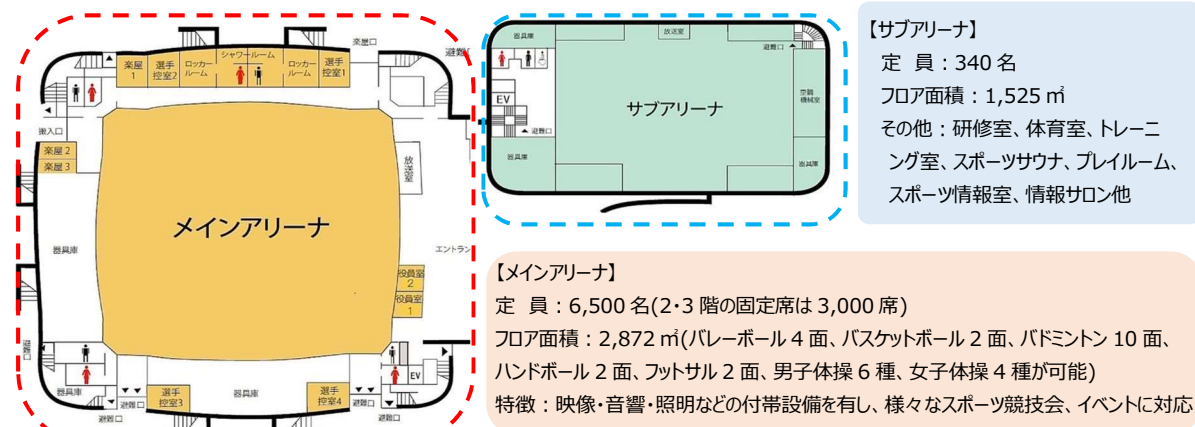 楽屋口
避難口
楽屋
1
選手
控室2
ロッカー
ルーム
シャワールーム
ロッカー
ルーム
選手
控室1
搬入口
楽屋 2
楽屋 3
放送室
メインアリーナ
器具庫
エントラン
役員室
2
役員室
1
避難口
器具庫
避難口
選手
控室3
器具庫
選手
控室4
避難口
EV
避難口
器具庫
放送室
避難口
EV
サブアリーナ
空調
機械室
避難口
器具庫
器具庫
【サブアリーナ】
定 員:340 名
フロア面積:1,525 ㎡
その他:研修室、体育室、トレーニ
ング室、スポーツサウナ、プレイルーム、
スポーツ情報室、情報サロン他
【メインアリーナ】
定 員:6,500 名(2・3 階の固定席は 3,000 席)
フロア面積:2,872 ㎡(バレーボール 4 面、バスケットボール 2 面、バドミントン 10 面、
ハンドボール 2 面、フットサル 2 面、男子体操 6 種、女子体操 4 種が可能)
特徴:映像・音響・照明などの付帯設備を有し、様々なスポーツ競技会、イベントに対応